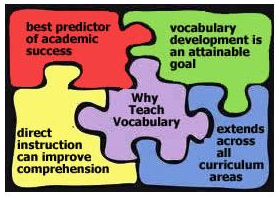 best predictor
of academic
success
vocabulary
development is
an attainable
goal
Why
Teach
Vocabulary
direct
instruction
can improve
comprehension
extends
across
all
curriculum
areas